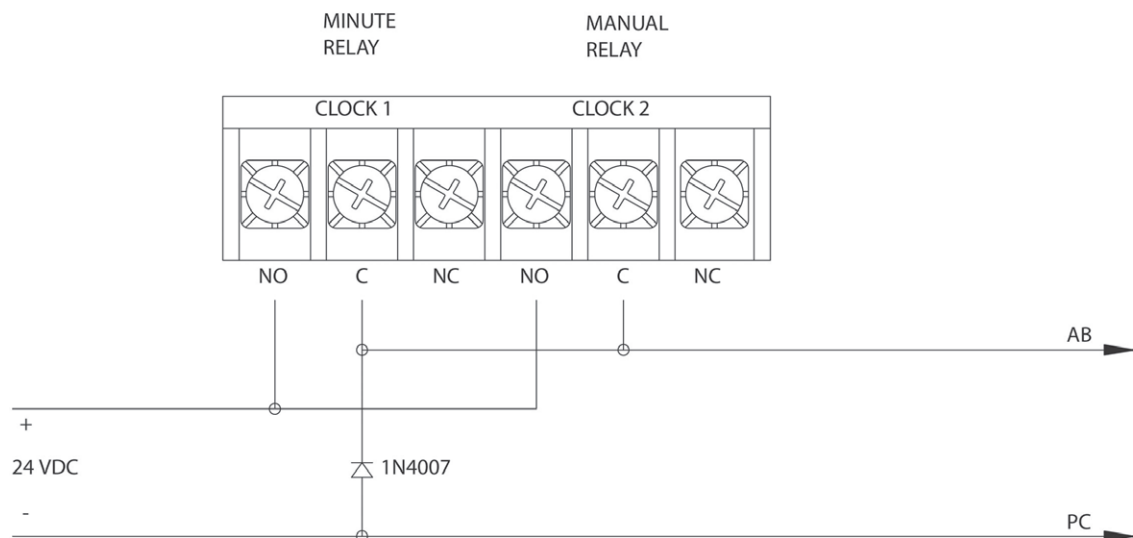 MINUTE
RELAY
MANUAL
RELAY
CLOCK 1
CLOCK 2
NO
C
NC
NO
C
NC
AB
+
24 VDC
1N4007
-
PC